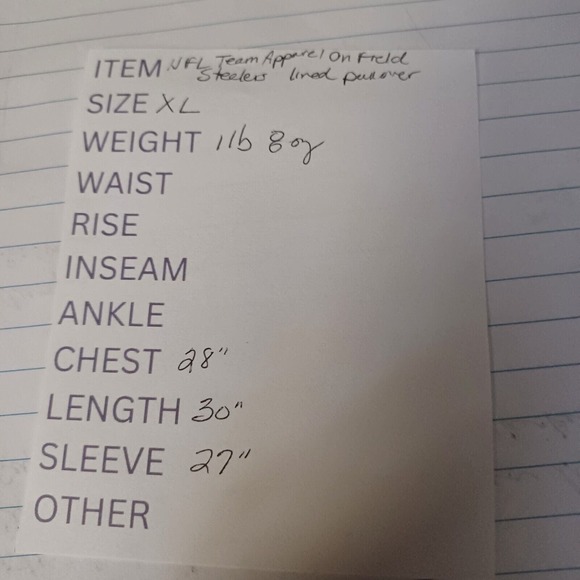 ITEM NFL Team Apparel On Field
Steelers lined pullover
SIZE XL
WEIGHT 1lb 8oz
WAIST
RISE
INSEAM
ANKLE
CHEST 28"
LENGTH 30"
SLEEVE 27"
OTHER